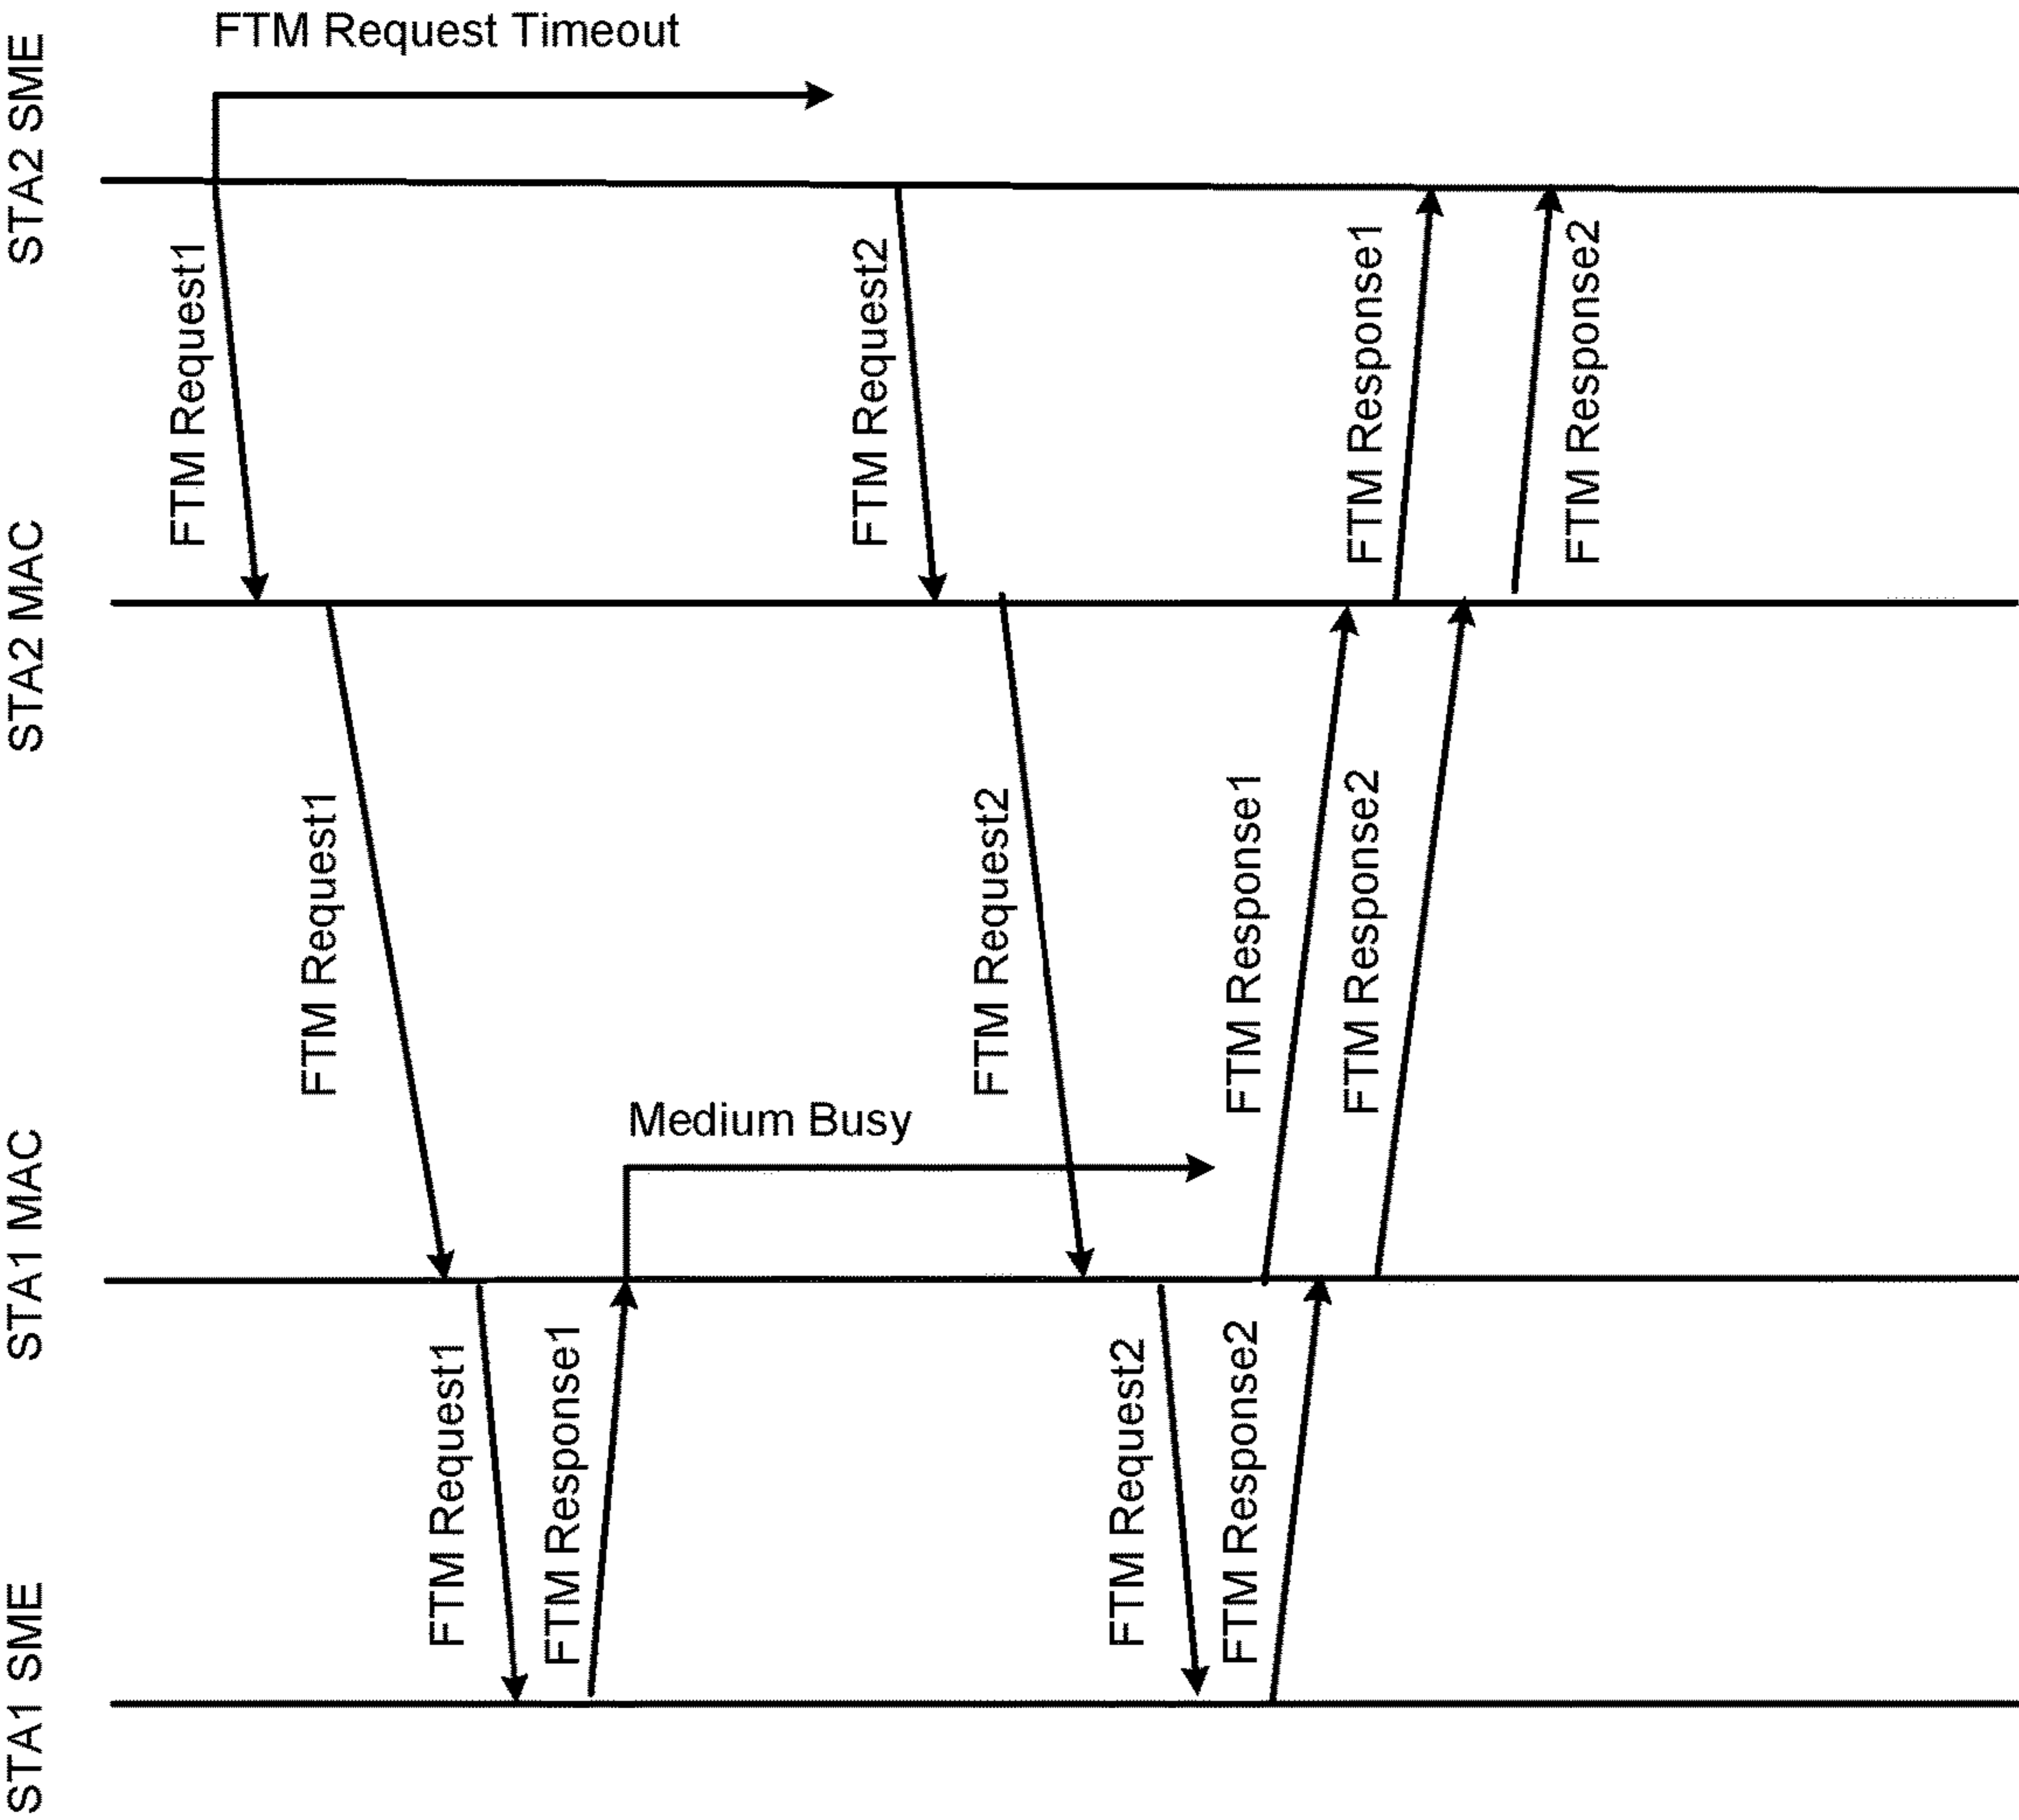 FTM Request Timeout
STA2 SME
FTM Request1
FTM Request2
FTM Response1
FTM Response2
STA2 MAC
FTM Request1
FTM Request2
FTM Response1
FTM Response2
Medium Busy
STA1 MAC
FTM Request1
FTM Response1
FTM Request2
FTM Response2
STA1 SME